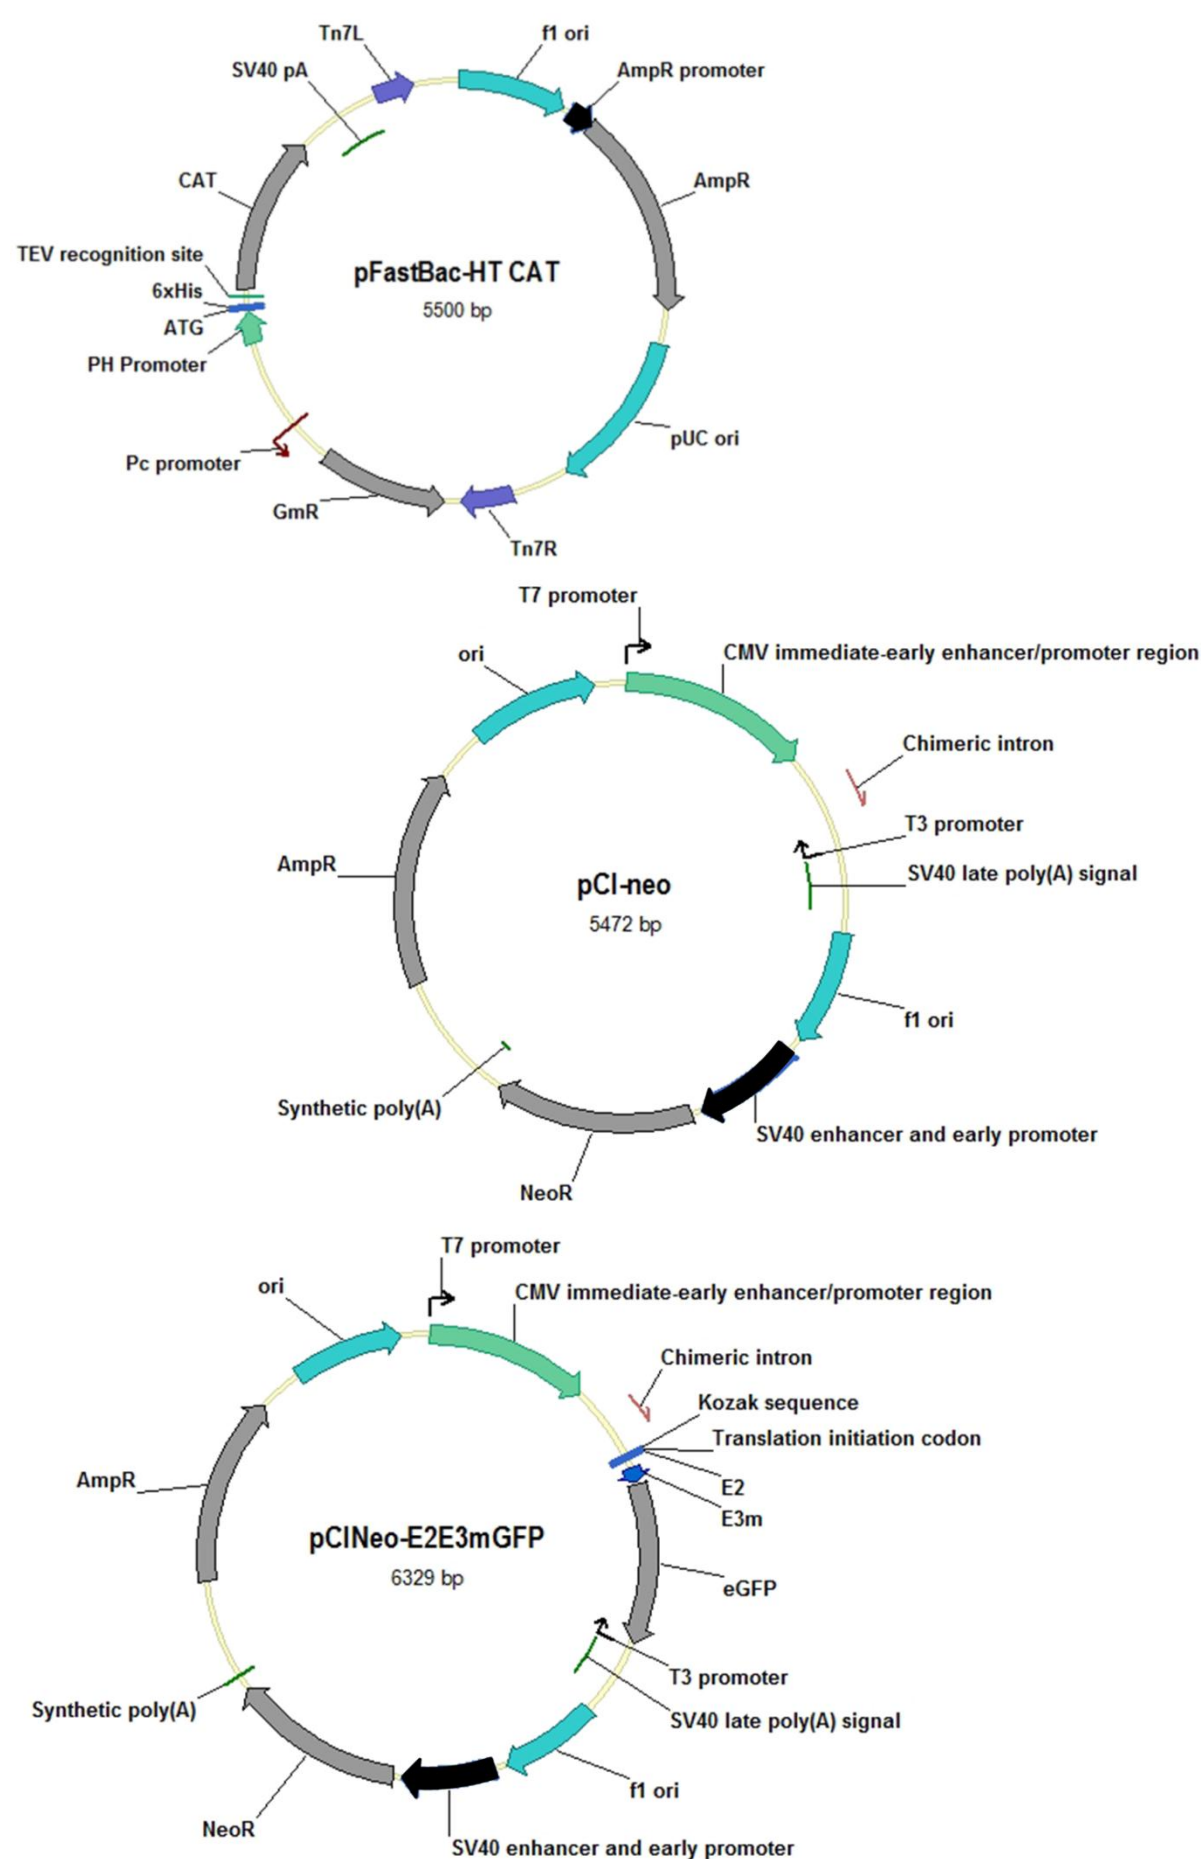 Tn7L
f1 ori
SV40 pA
AmpR promoter
CAT
AmpR
TEV recognition site
pFastBac-HT CAT
6xHis
5500 bp
ATG
PH Promoter
pUC ori
Pc promoter
GmR
Tn7R
T7 promoter
ori
CMV immediate-early enhancer/promoter region
Chimeric intron
T3 promoter
AmpR
SV40 late poly(A) signal
pCI-neo
5472 bp
f1 ori
Synthetic poly(A)
SV40 enhancer and early promoter
NeoR
T7 promoter
ori
CMV immediate-early enhancer/promoter region
Chimeric intron
Kozak sequence
Translation initiation codon
AmpR
E2
E3m
pCINeo-E2E3mGFP
6329 bp
eGFP
T3 promoter
Synthetic poly(A)
SV40 late poly(A) signal
f1 ori
NeoR
SV40 enhancer and early promoter